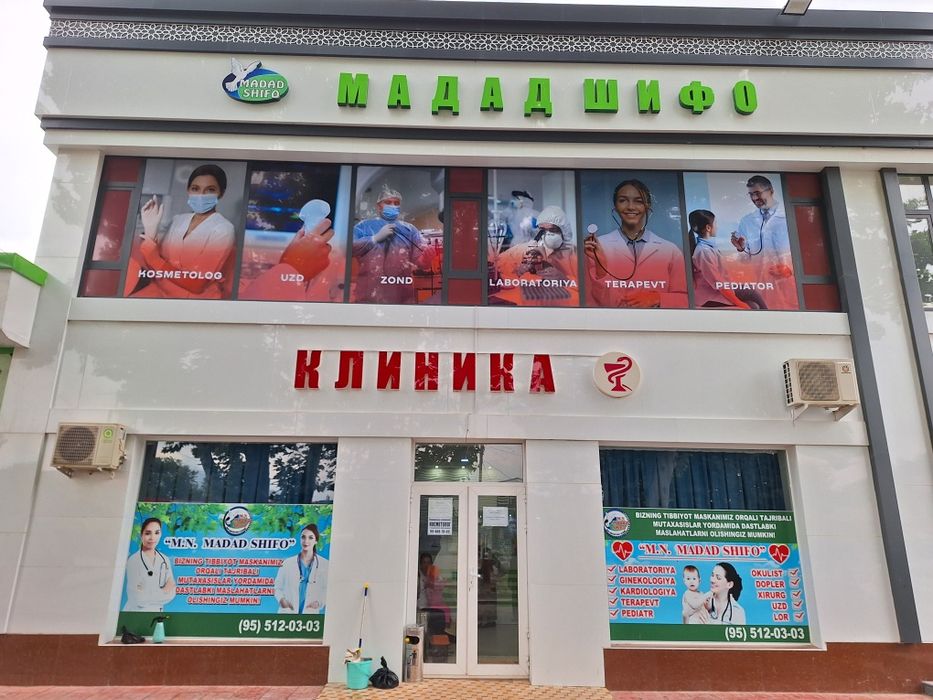 MADAD
SHIFO
МАДАД ШИФО
KOSMETOLOG
UZD
ZOND
LABORATORIYA
TERAPEVT
PEDIATOR
КЛИНИКА
"M.N. MADAD SHIFO"
BIZNING TIBBIYOT MASKANIMIZ
ORQALI TAJRIBALI
MUTAXASISLAR YORDAMIDA
DASTLABKI MASLAHATLARNI
OLISHINGIZ MUMKIN!
(95) 512-03-03
BIZNING TIBBIYOT MASKANIMIZ ORQALI TAJRIBALI
MUTAXASISLAR YORDAMIDA DASTLABKI
MASLAHATLARNI OLISHINGIZ MUMKIN!
"M.N. MADAD SHIFO"
LABORATORIYA
GINEKOLOGIYA
KARDIOLOGIYA
TERAPEVT
PEDIATR
OKULIST
DOPLER
XIRURG
UZD
LOR
(95) 512-03-03